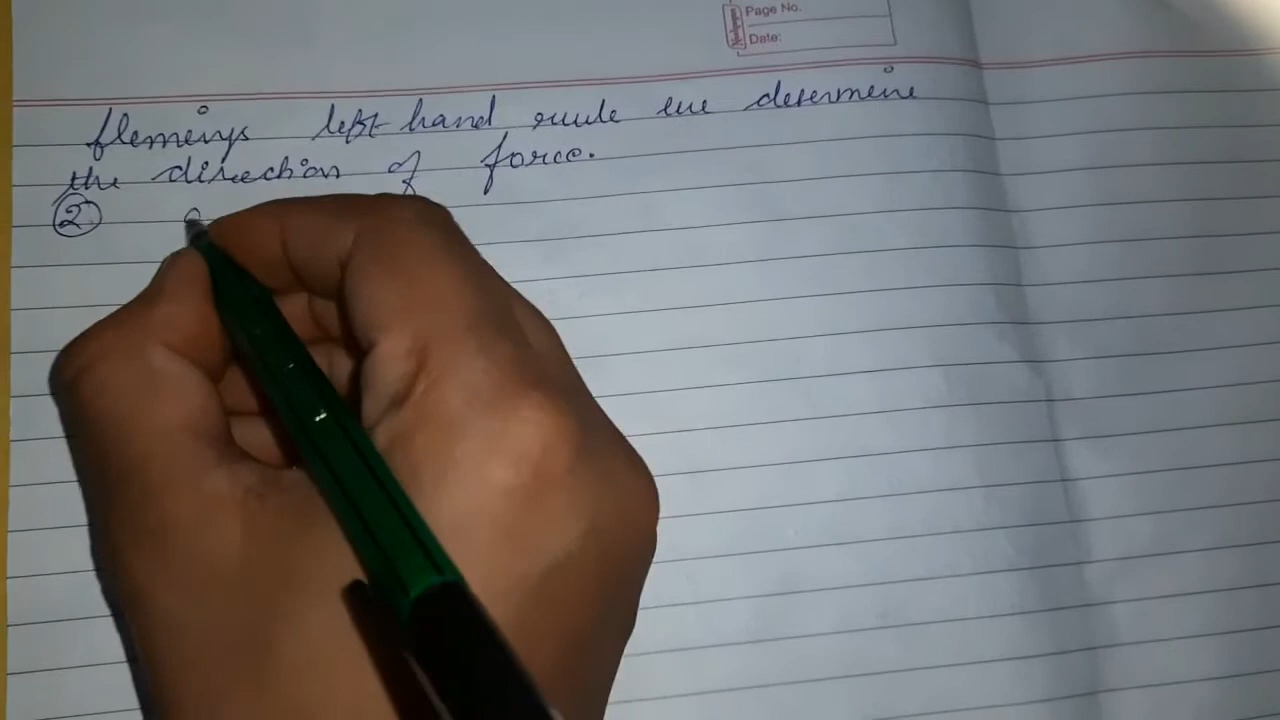 Page No.
Date:
flemings left hand rule we determine
the direction of force.
2